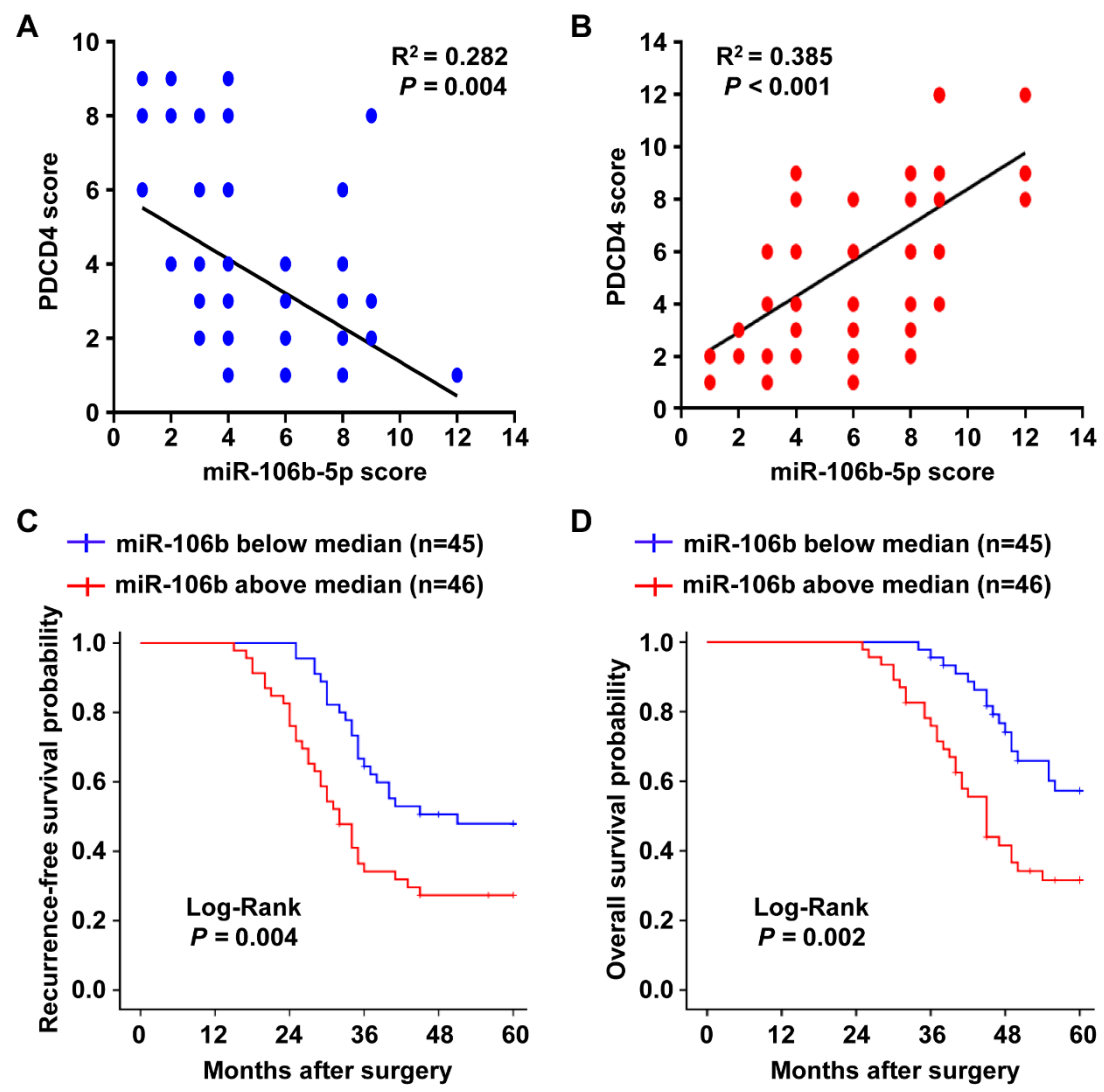 A
R² = 0.282
P = 0.004
10
8
6
4
2
0
PDCD4 score
0 2 4 6 8 10 12 14
miR-106b-5p score
B
R² = 0.385
P < 0.001
14
12
10
8
6
4
2
0
PDCD4 score
0 2 4 6 8 10 12 14
miR-106b-5p score
C
miR-106b below median (n=45)
miR-106b above median (n=46)
1.0
0.8
0.6
0.4
0.2
0.0
Recurrence-free survival probability
Log-Rank
P = 0.004
0 12 24 36 48 60
Months after surgery
D
miR-106b below median (n=45)
miR-106b above median (n=46)
1.0
0.8
0.6
0.4
0.2
0.0
Overall survival probability
Log-Rank
P = 0.002
0 12 24 36 48 60
Months after surgery